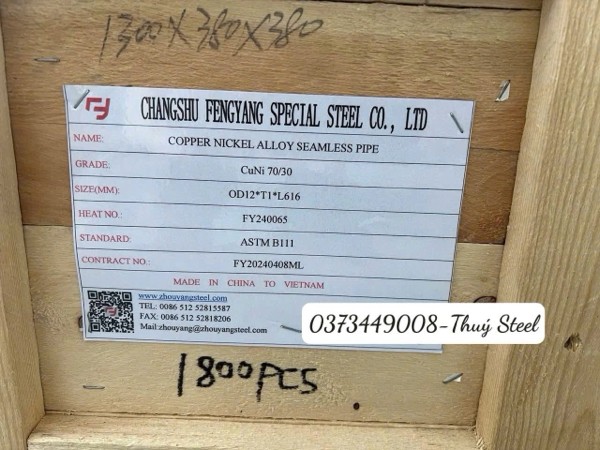 1300X380X380
CHANGSHU FENGYANG SPECIAL STEEL CO., LTD
NAME: COPPER NICKEL ALLOY SEAMLESS PIPE
GRADE: CuNi 70/30
SIZE(MM): OD12*T1*L616
HEAT NO.: FY240065
STANDARD: ASTM B111
CONTRACT NO.: FY20240408ML
MADE IN CHINA TO VIETNAM
www.zhouyangsteel.com
TEL: 0086 512 52815587
FAX: 0086 512 52818206
Mail:zhouyang@zhouyangsteel.com
0373449008-Thuý Steel
1800PCS